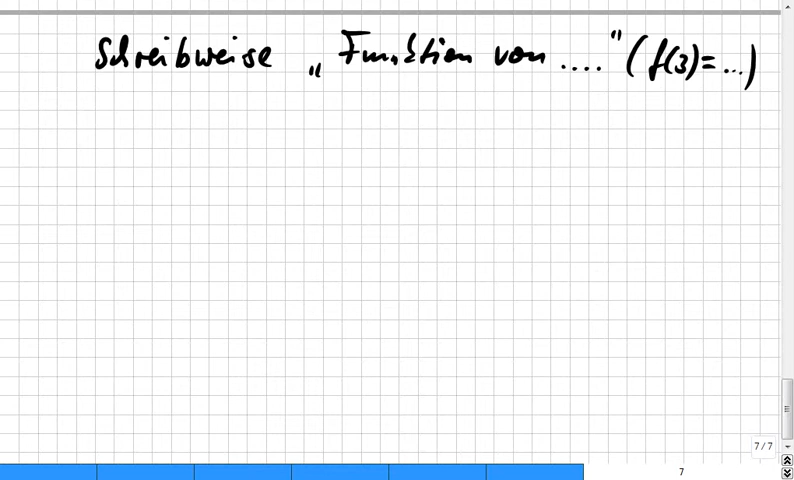 Schreibweise „Funktion von ...." (f(3)=...)
7/7
7